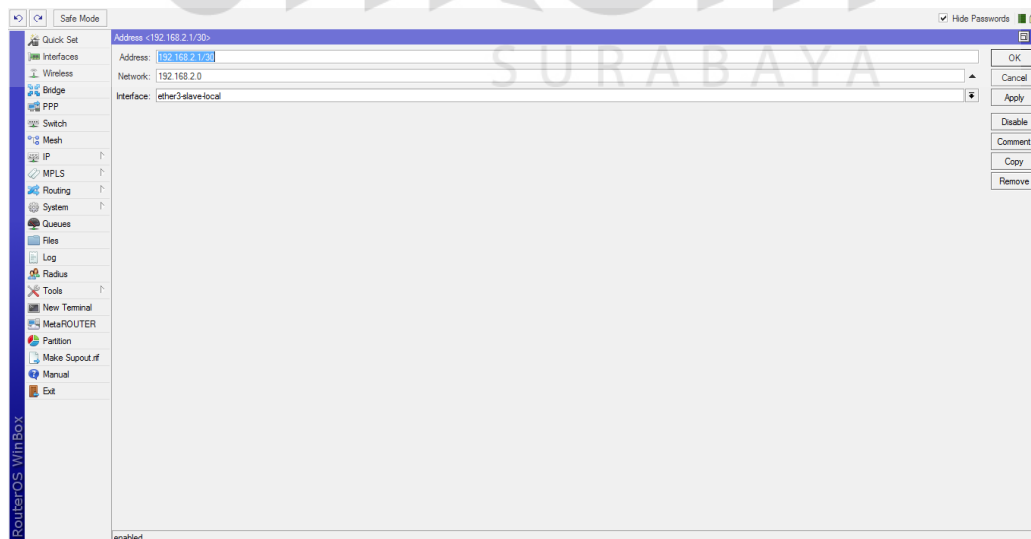 Safe Mode
Hide Passwords
Address <192.168.2.1/30>
Quick Set
Interfaces
Wireless
Bridge
PPP
Switch
Mesh
IP
MPLS
Routing
System
Queues
Files
Log
Radius
Tools
New Terminal
MetaROUTER
Partition
Make Supout.rif
Manual
Exit
Address: 192.168.2.1/30
Network: 192.168.2.0
Interface: ether3-slave-local
OK
Cancel
Apply
Disable
Comment
Copy
Remove
SURABAYA
RouterOS WinBox
enabled